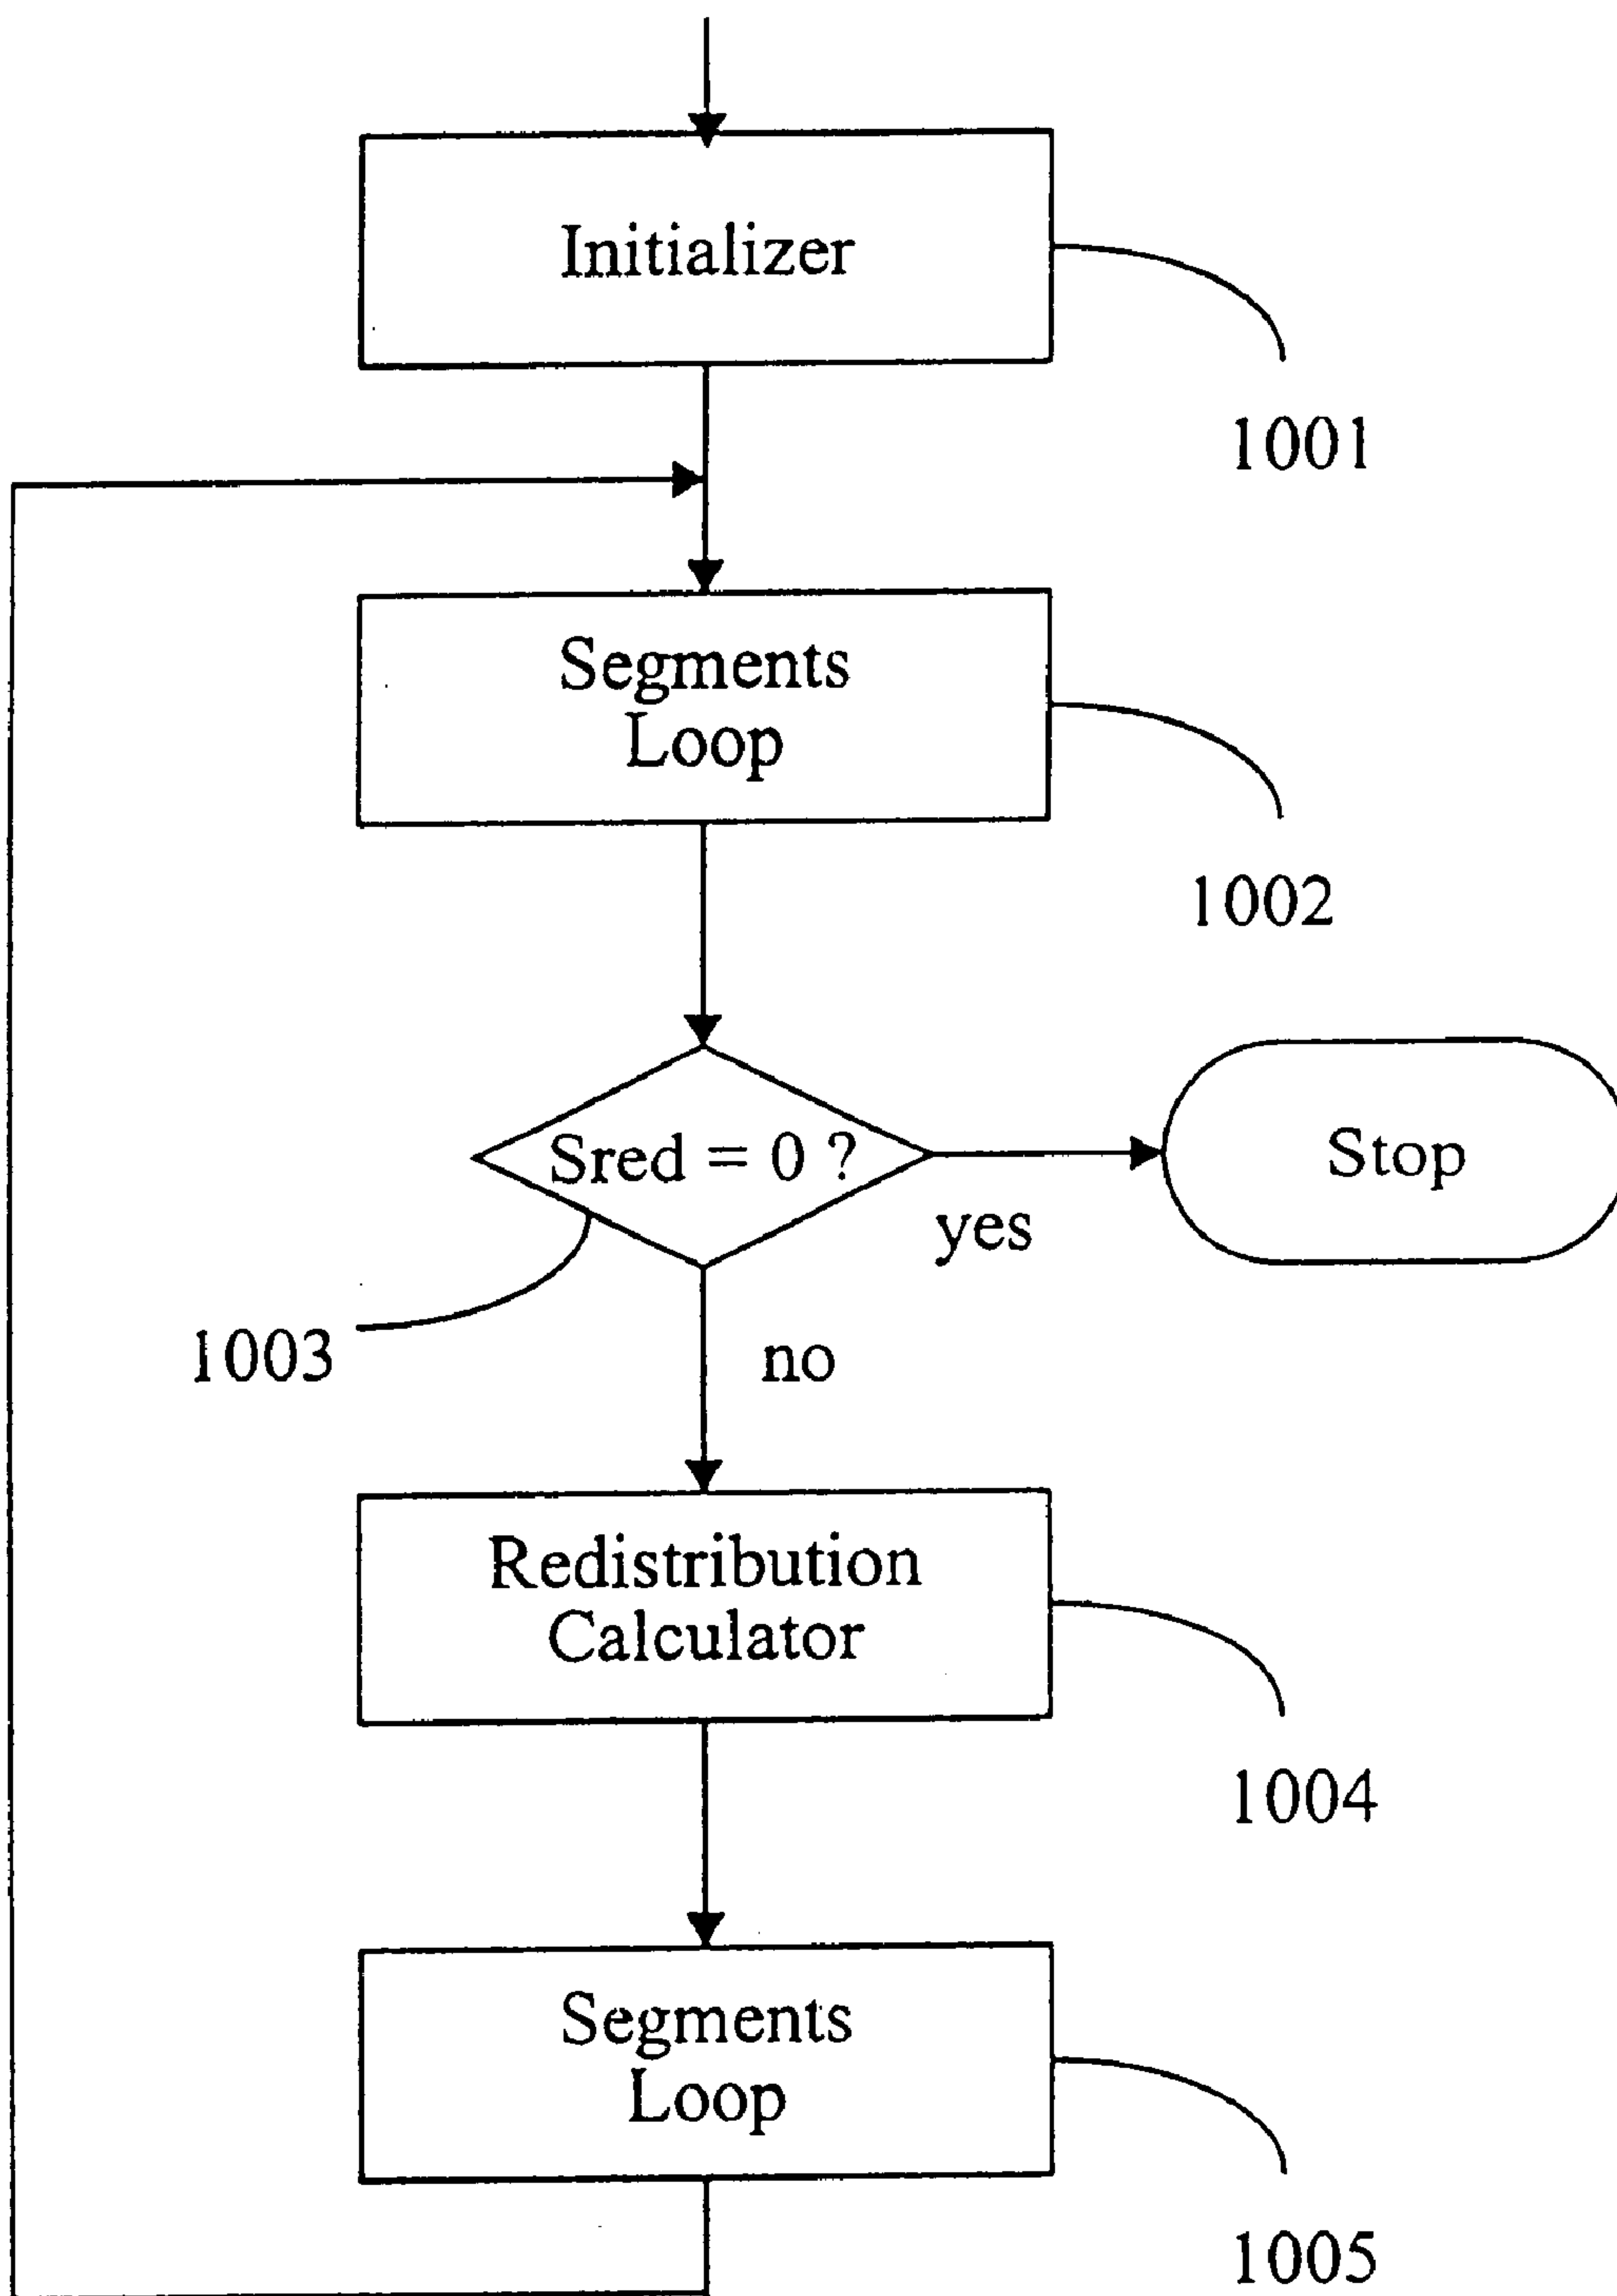 Initializer
1001
Segments
Loop
1002
Sred = 0 ?
Stop
yes
1003
no
Redistribution
Calculator
1004
Segments
Loop
1005